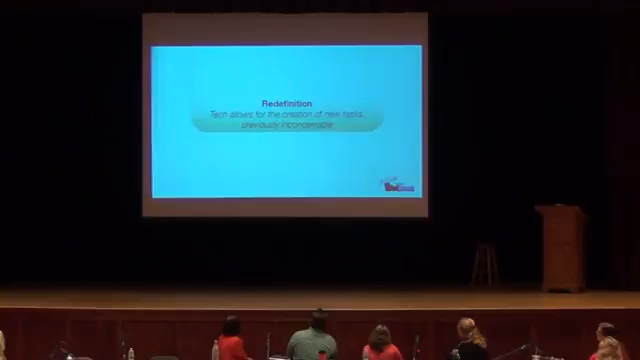 Redefinition
Tech allows for the creation of new tasks,
previously inconceivable